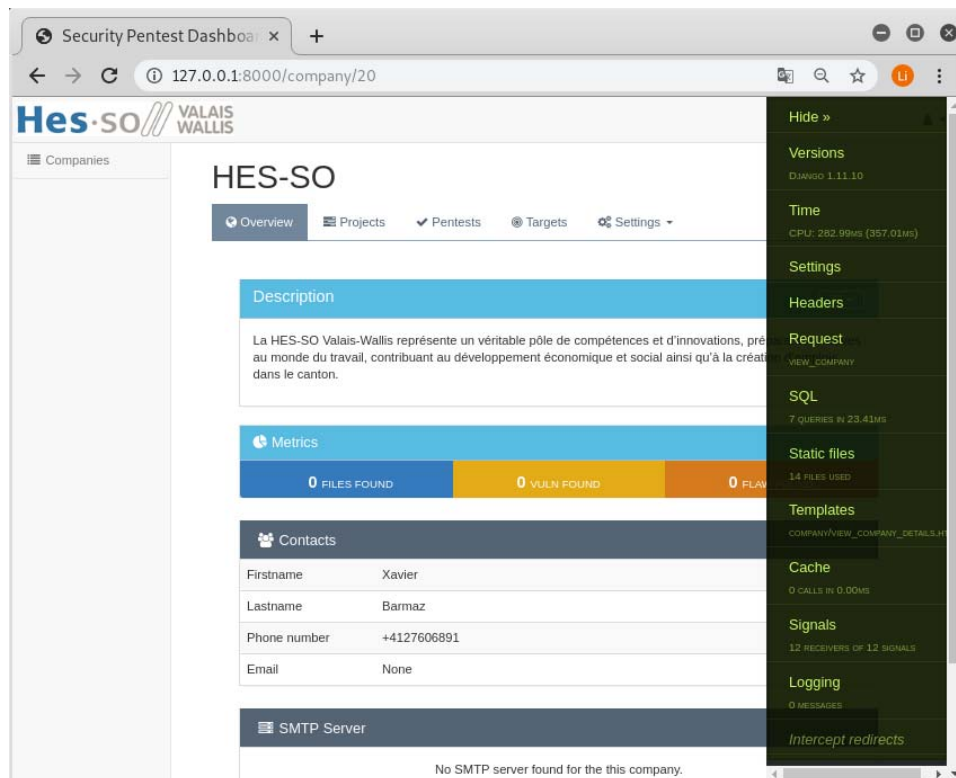 Security Pentest Dashboar
127.0.0.1:8000/company/20
Li
Hes·so VALAIS
WALLIS
Companies
HES-SO
Overview Projects Pentests Targets Settings
Description
La HES-SO Valais-Wallis représente un véritable pôle de compétences et d'innovations,
au monde du travail, contribuant au développement économique et social ainsi qu'à la
dans le canton.
Metrics
0 FILES FOUND 0 VULN FOUND 0
Contacts
Firstname Xavier
Lastname Barmaz
Phone number +4127606891
Email None
SMTP Server
No SMTP server found for the this company.
Hide »
Versions
DJANGO 1.11.10
Time
CPU: 282.99MS (357.01MS)
Settings
Headers
Request
VIEW_COMPANY
SQL
7 QUERIES IN 23.41MS
Static files
14 FILES USED
Templates
COMPANY/VIEW_COMPANY_DETAILS.HT
Cache
0 CALLS IN 0.00MS
Signals
12 RECEIVERS OF 12 SIGNALS
Logging
0 MESSAGES
Intercept redirects